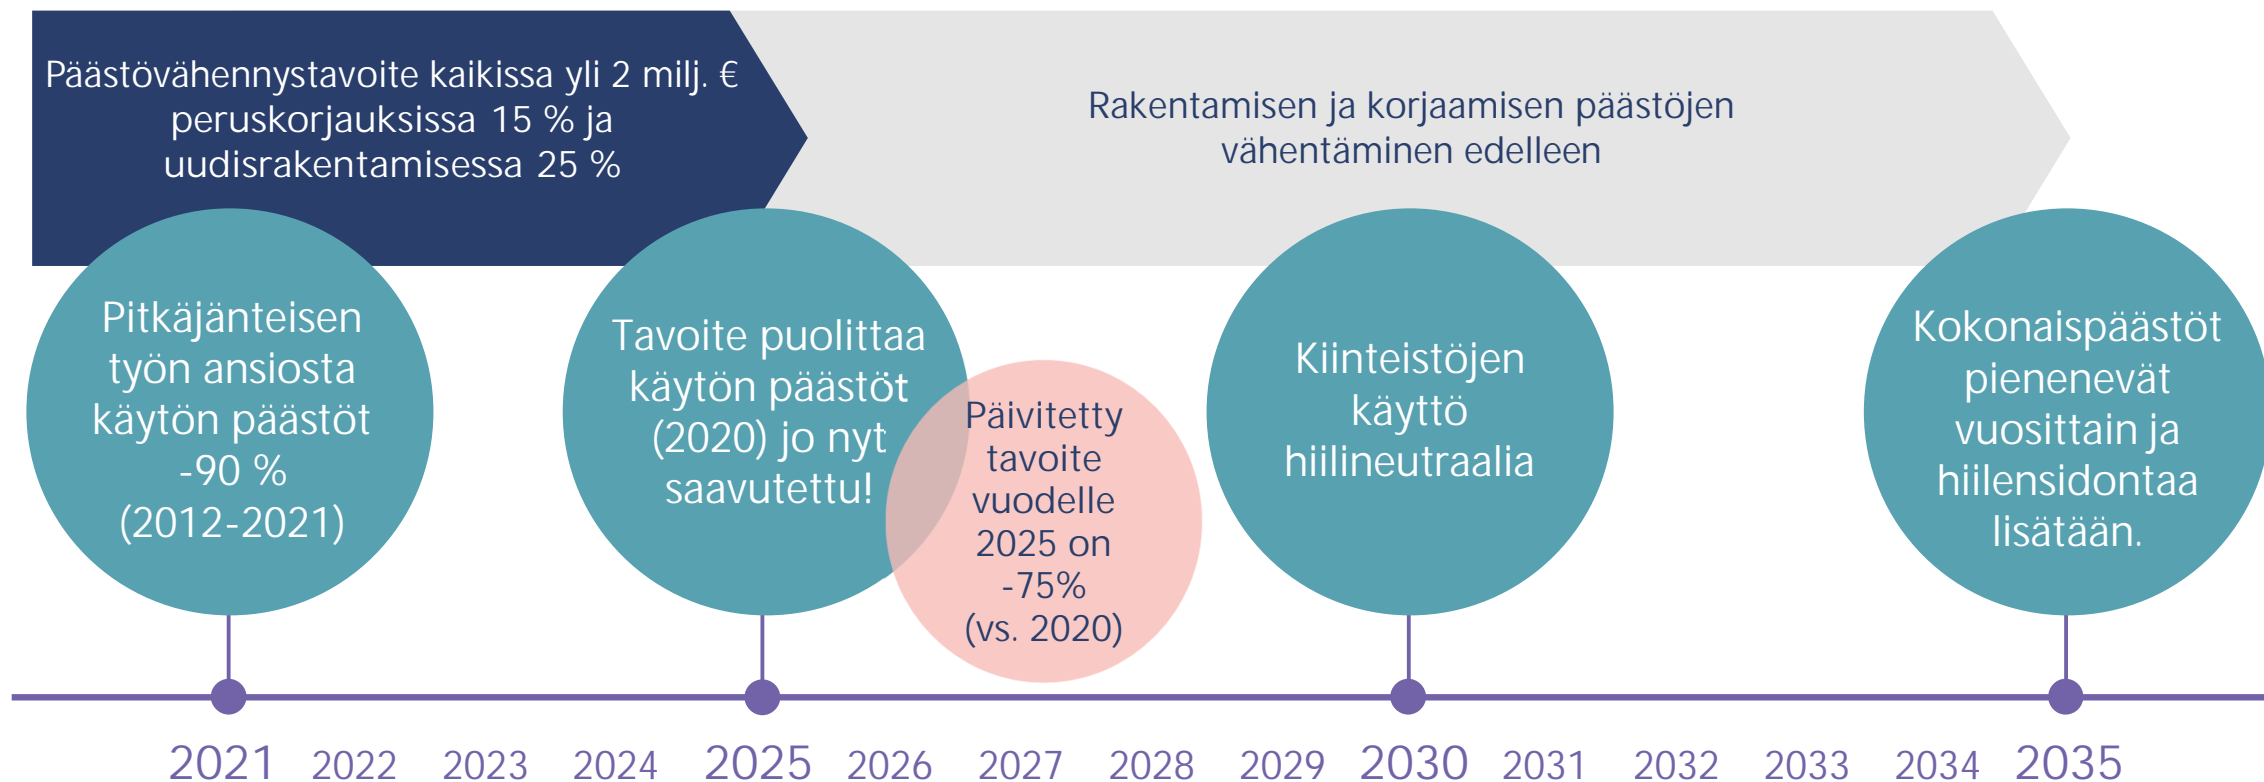 Päästövähennystavoite kaikissa yli 2 milj. €
peruskorjauksissa 15 % ja
uudisrakentamisessa 25 %
Rakentamisen ja korjaamisen päästöjen
vähentäminen edelleen
Pitkäjänteisen
työn ansiosta
käytön päästöt
-90 %
(2012-2021)
Tavoite puolittaa
käytön päästöt
(2020) jo nyt
saavutettu!
Päivitetty
tavoite
vuodelle
2025 on
-75%
(vs. 2020)
Kiinteistöjen
käyttö
hiilineutraalia
Kokonaispäästöt
pienenevät
vuosittain ja
hiilensidontaa
lisätään.
2021 2022 2023 2024 2025 2026 2027 2028 2029 2030 2031 2032 2033 2034 2035